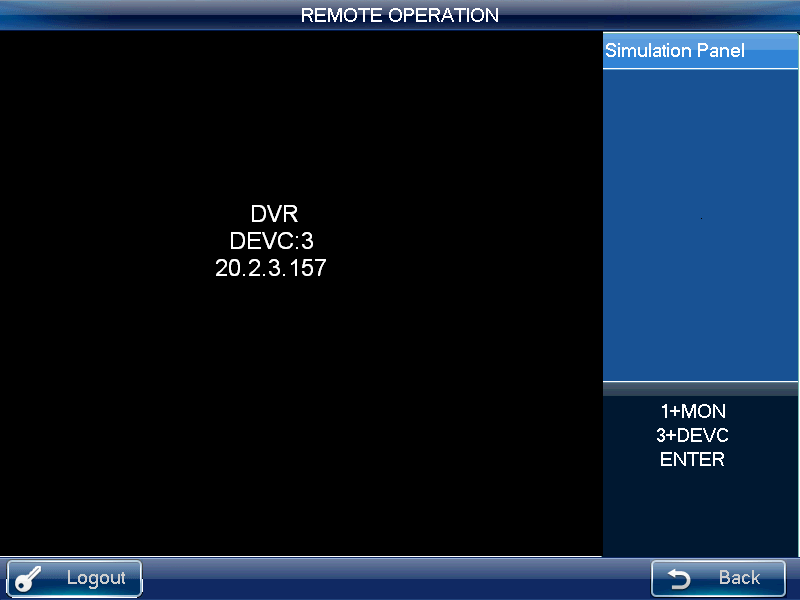 REMOTE OPERATION
Simulation Panel
DVR
DEVC:3
20.2.3.157
1+MON
3+DEVC
ENTER
Logout
Back